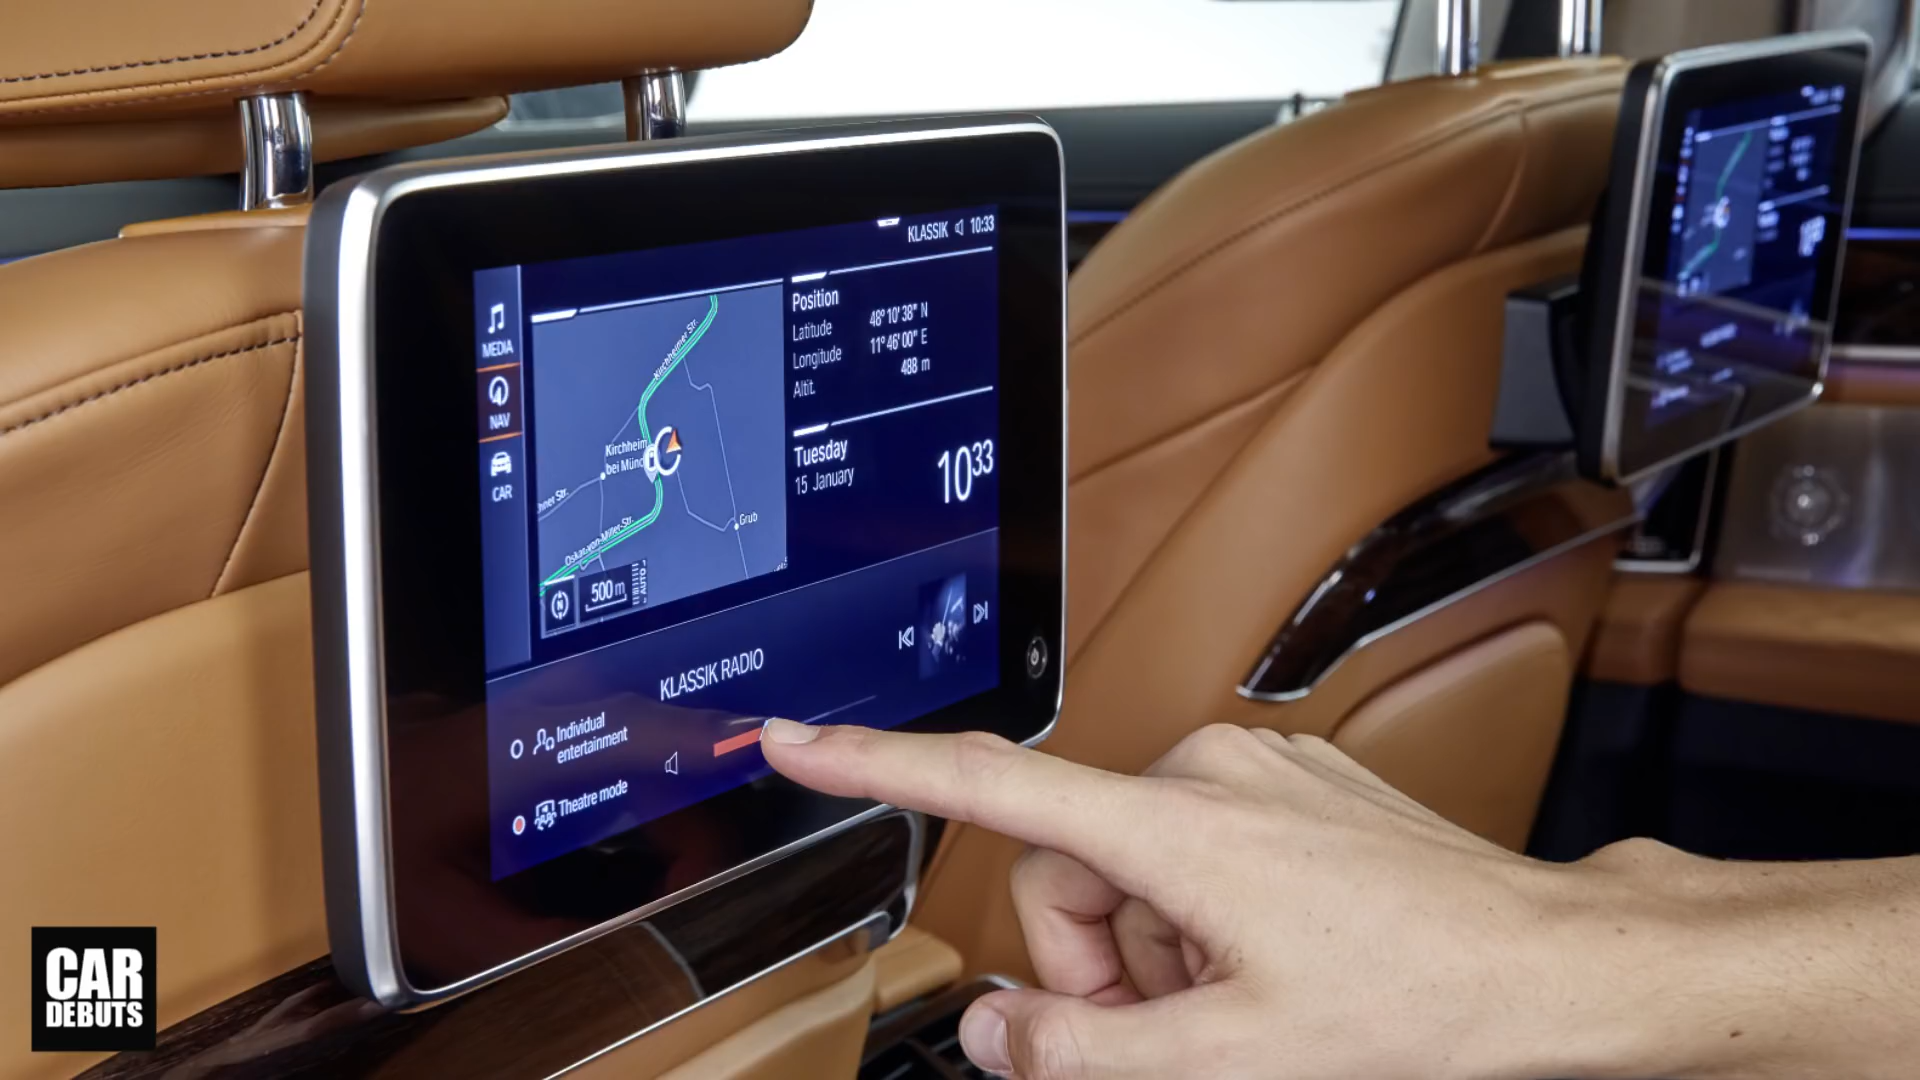 KLASSIK 10:33
MEDIA
NAV
CAR
Kirchheimer Str.
Kirchheim
bei Münc
Grub
Oskar-von-Miller-Str.
500 m
AUTO
N
Position
Latitude 48° 10' 38" N
Longitude 11° 46' 00" E
Altit. 488 m
Tuesday
15 January
10 33
KLASSIK RADIO
Individual
entertainment
Theatre mode
CAR
DEBUTS